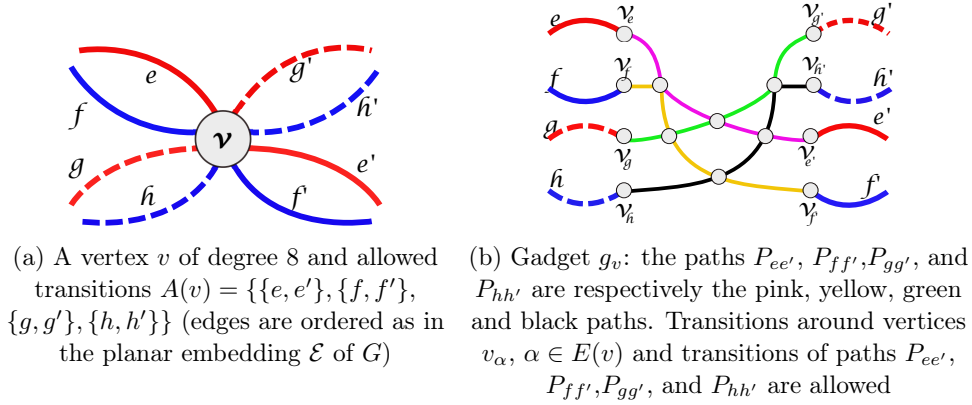 e
g'
f
h'
v
g
e'
h
f'
e
v_e
v_g'
g'
f
v_f
v_h'
h'
g
v_g
v_e'
e'
h
v_h
v_f'
f'
(a) A vertex v of degree 8 and allowed
transitions A(v) = {{e, e'}, {f, f'},
{g, g'}, {h, h'}} (edges are ordered as in
the planar embedding ℰ of G)
(b) Gadget g_v: the paths P_ee', P_ff',P_gg', and
P_hh' are respectively the pink, yellow, green
and black paths. Transitions around vertices
v_α, α ∈ E(v) and transitions of paths P_ee',
P_ff',P_gg', and P_hh' are allowed